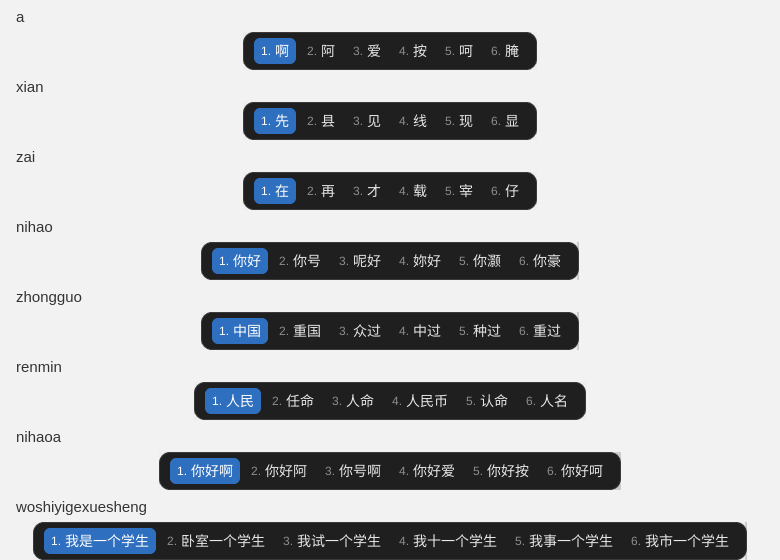 a
1. 啊 2. 阿 3. 爱 4. 按 5. 呵 6. 腌
xian
1. 先 2. 县 3. 见 4. 线 5. 现 6. 显
zai
1. 在 2. 再 3. 才 4. 载 5. 宰 6. 仔
nihao
1. 你好 2. 你号 3. 呢好 4. 妳好 5. 你灏 6. 你豪
zhongguo
1. 中国 2. 重国 3. 众过 4. 中过 5. 种过 6. 重过
renmin
1. 人民 2. 任命 3. 人命 4. 人民币 5. 认命 6. 人名
nihaoa
1. 你好啊 2. 你好阿 3. 你号啊 4. 你好爱 5. 你好按 6. 你好呵
woshiyigexuesheng
1. 我是一个学生 2. 卧室一个学生 3. 我试一个学生 4. 我十一个学生 5. 我事一个学生 6. 我市一个学生